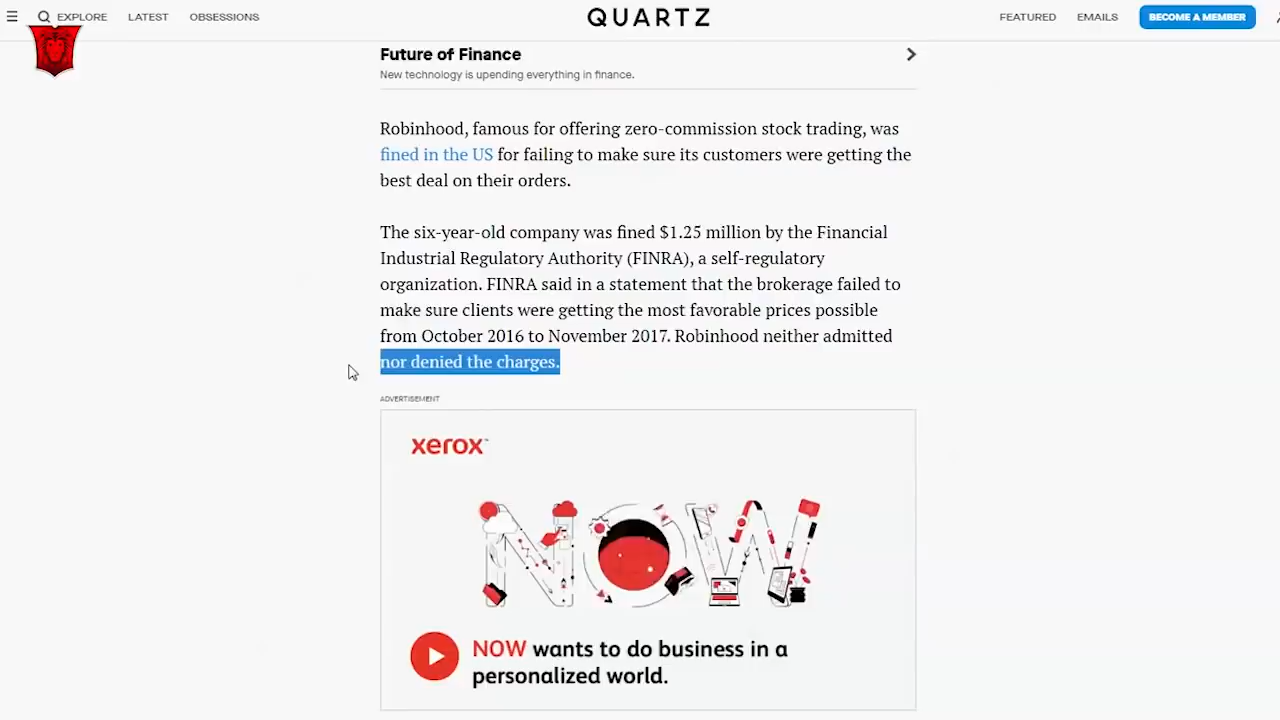 EXPLORE
LATEST
OBSESSIONS
QUARTZ
FEATURED
EMAILS
BECOME A MEMBER
Future of Finance
New technology is upending everything in finance.
Robinhood, famous for offering zero-commission stock trading, was
fined in the US for failing to make sure its customers were getting the
best deal on their orders.
The six-year-old company was fined $1.25 million by the Financial
Industrial Regulatory Authority (FINRA), a self-regulatory
organization. FINRA said in a statement that the brokerage failed to
make sure clients were getting the most favorable prices possible
from October 2016 to November 2017. Robinhood neither admitted
nor denied the charges.
ADVERTISEMENT
xerox™
NOW
NOW wants to do business in a
personalized world.